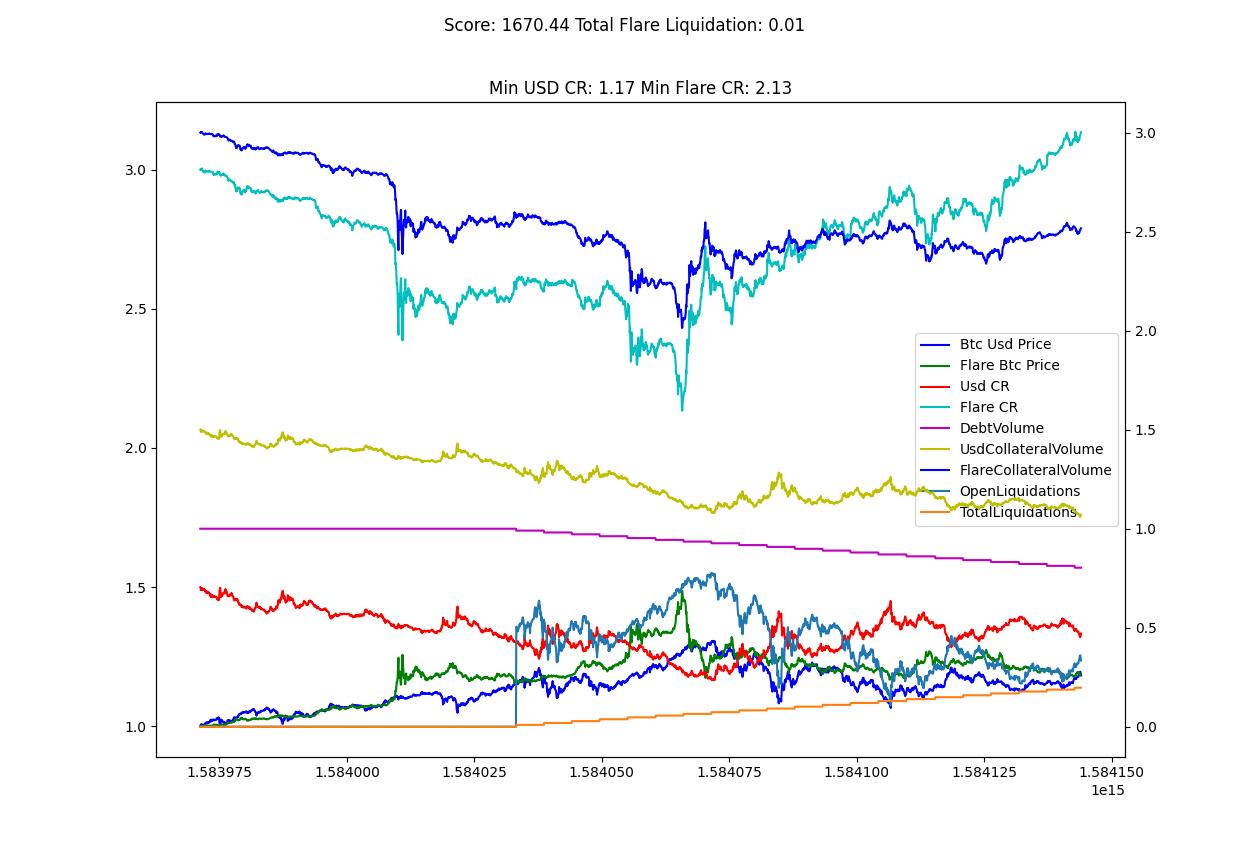 Score: 1670.44 Total Flare Liquidation: 0.01
Min USD CR: 1.17 Min Flare CR: 2.13
3.0
2.5
2.0
1.5
1.0
3.0
2.5
2.0
1.5
1.0
0.5
0.0
Btc Usd Price
Flare Btc Price
Usd CR
Flare CR
DebtVolume
UsdCollateralVolume
FlareCollateralVolume
OpenLiquidations
TotalLiquidations
1.583975 1.584000 1.584025 1.584050 1.584075 1.584100 1.584125 1.584150
1e15